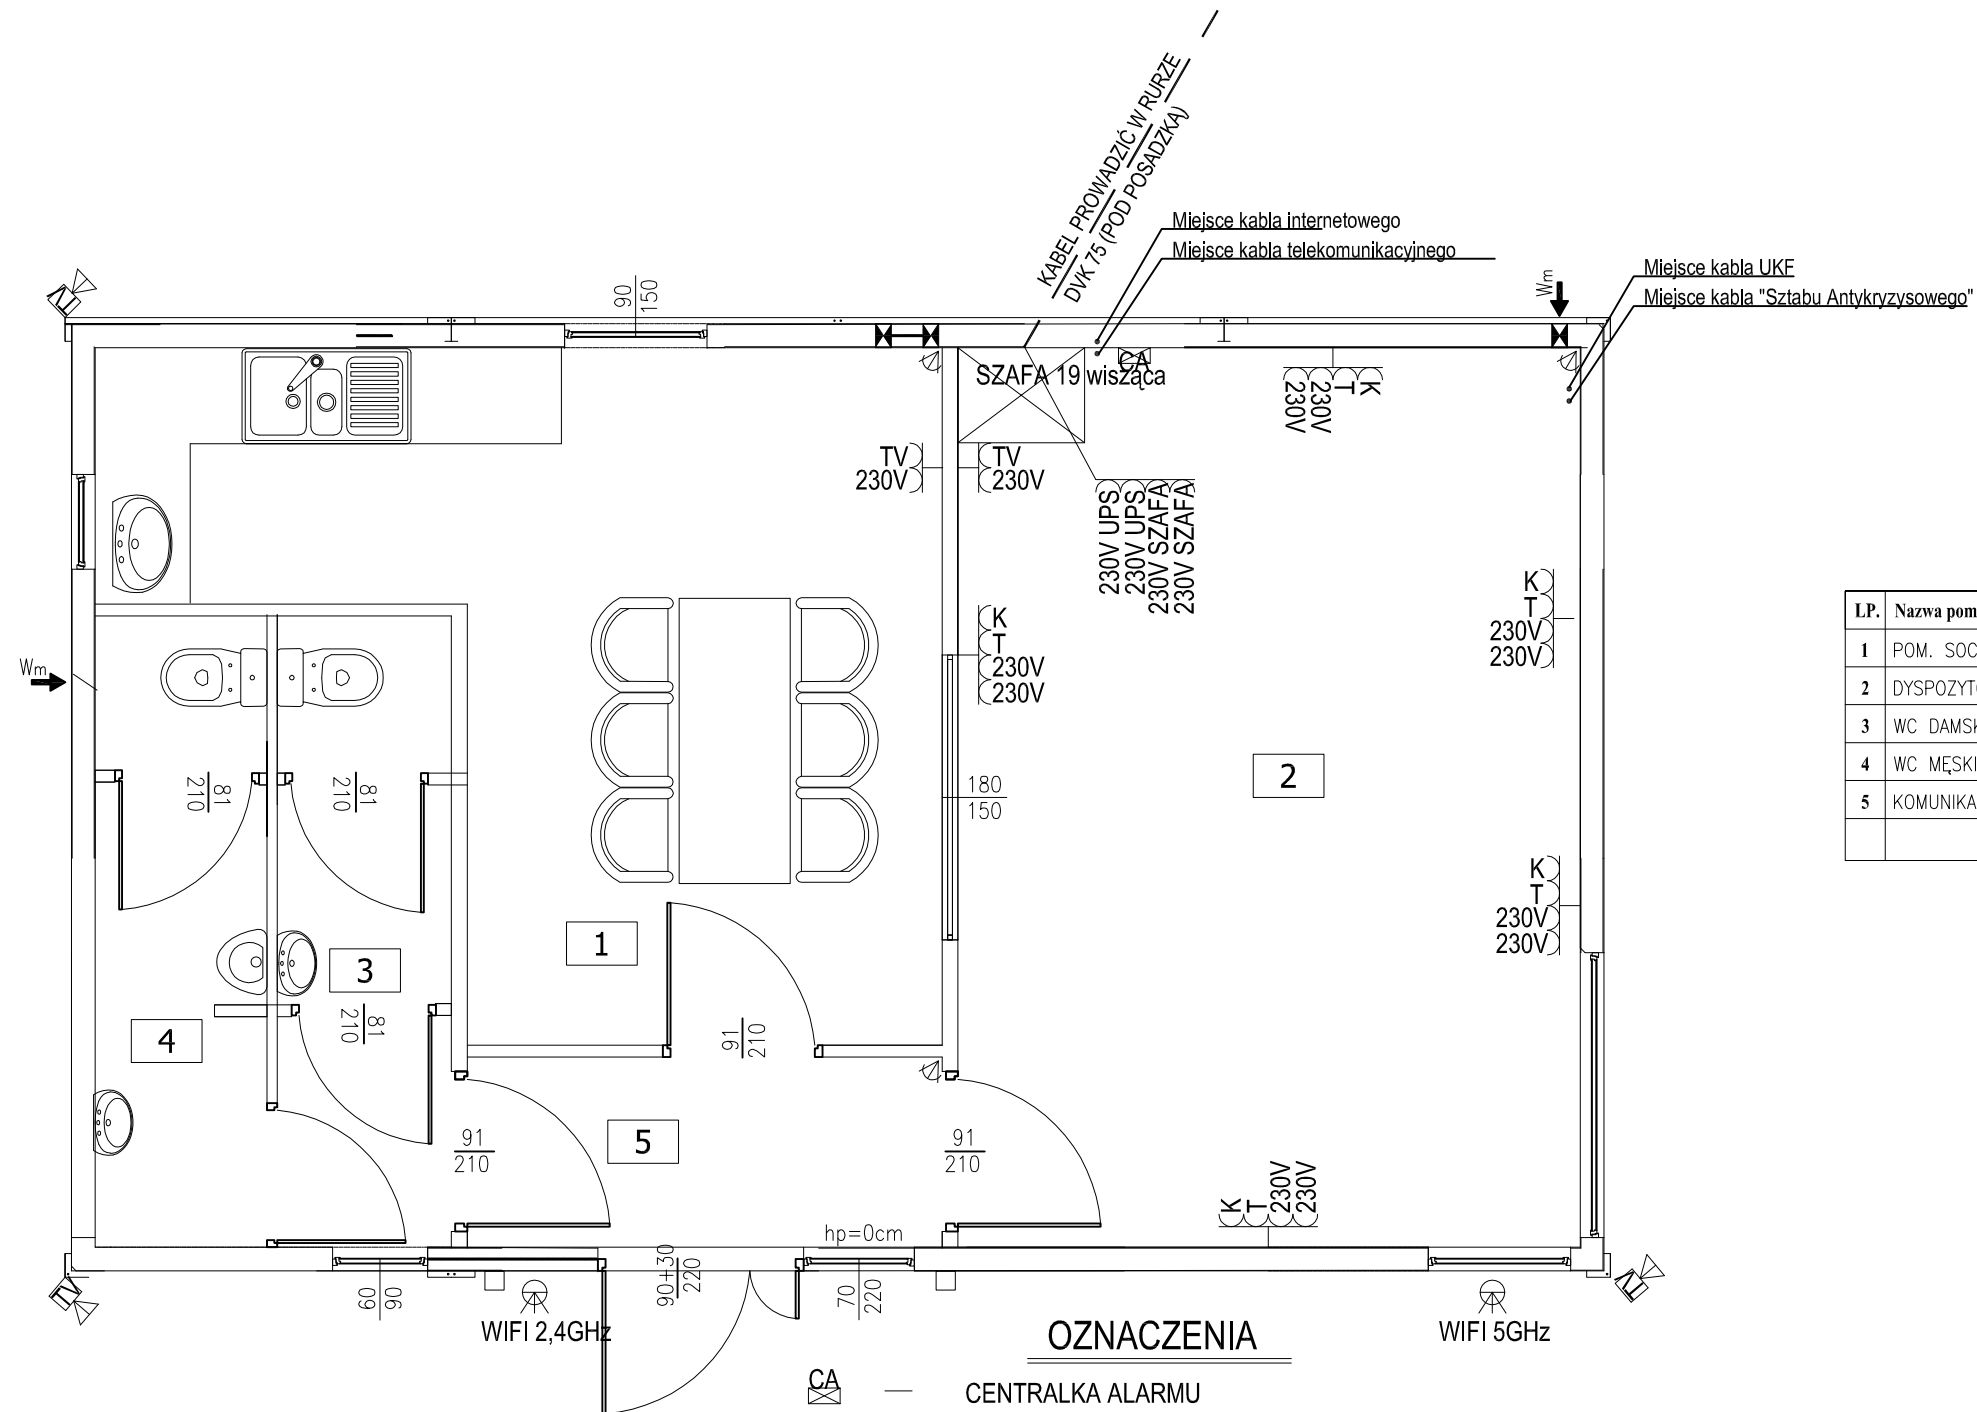 KABEL PROWADZIĆ W RURZE
DVK 75 (POD POSADZKĄ)
Miejsce kabla internetowego
Miejsce kabla telekomunikacyjnego
Wm
Miejsce kabla UKF
Miejsce kabla "Sztabu Antykryzysowego"
TV
90
150
CA
SZAFA 19 wisząca
230V
230V
T
K
TV
230V
TV
230V
230V UPS
230V UPS
230V SZAFA
230V SZAFA
K
T
230V
230V
K
T
230V
230V
Wm
LP. Nazwa pom
1 POM. SOC
2 DYSPOZYT
3 WC DAMS
4 WC MĘSKI
5 KOMUNIKA
81
210
81
210
180
150
2
K
T
230V
230V
1
3
81
210
4
91
210
5
91
210
91
210
K
T
230V
230V
hp=0cm
TV
60
90
WIFI 2,4GHz
90+30
220
70
220
OZNACZENIA
WIFI 5GHz
TV
CA — CENTRALKA ALARMU